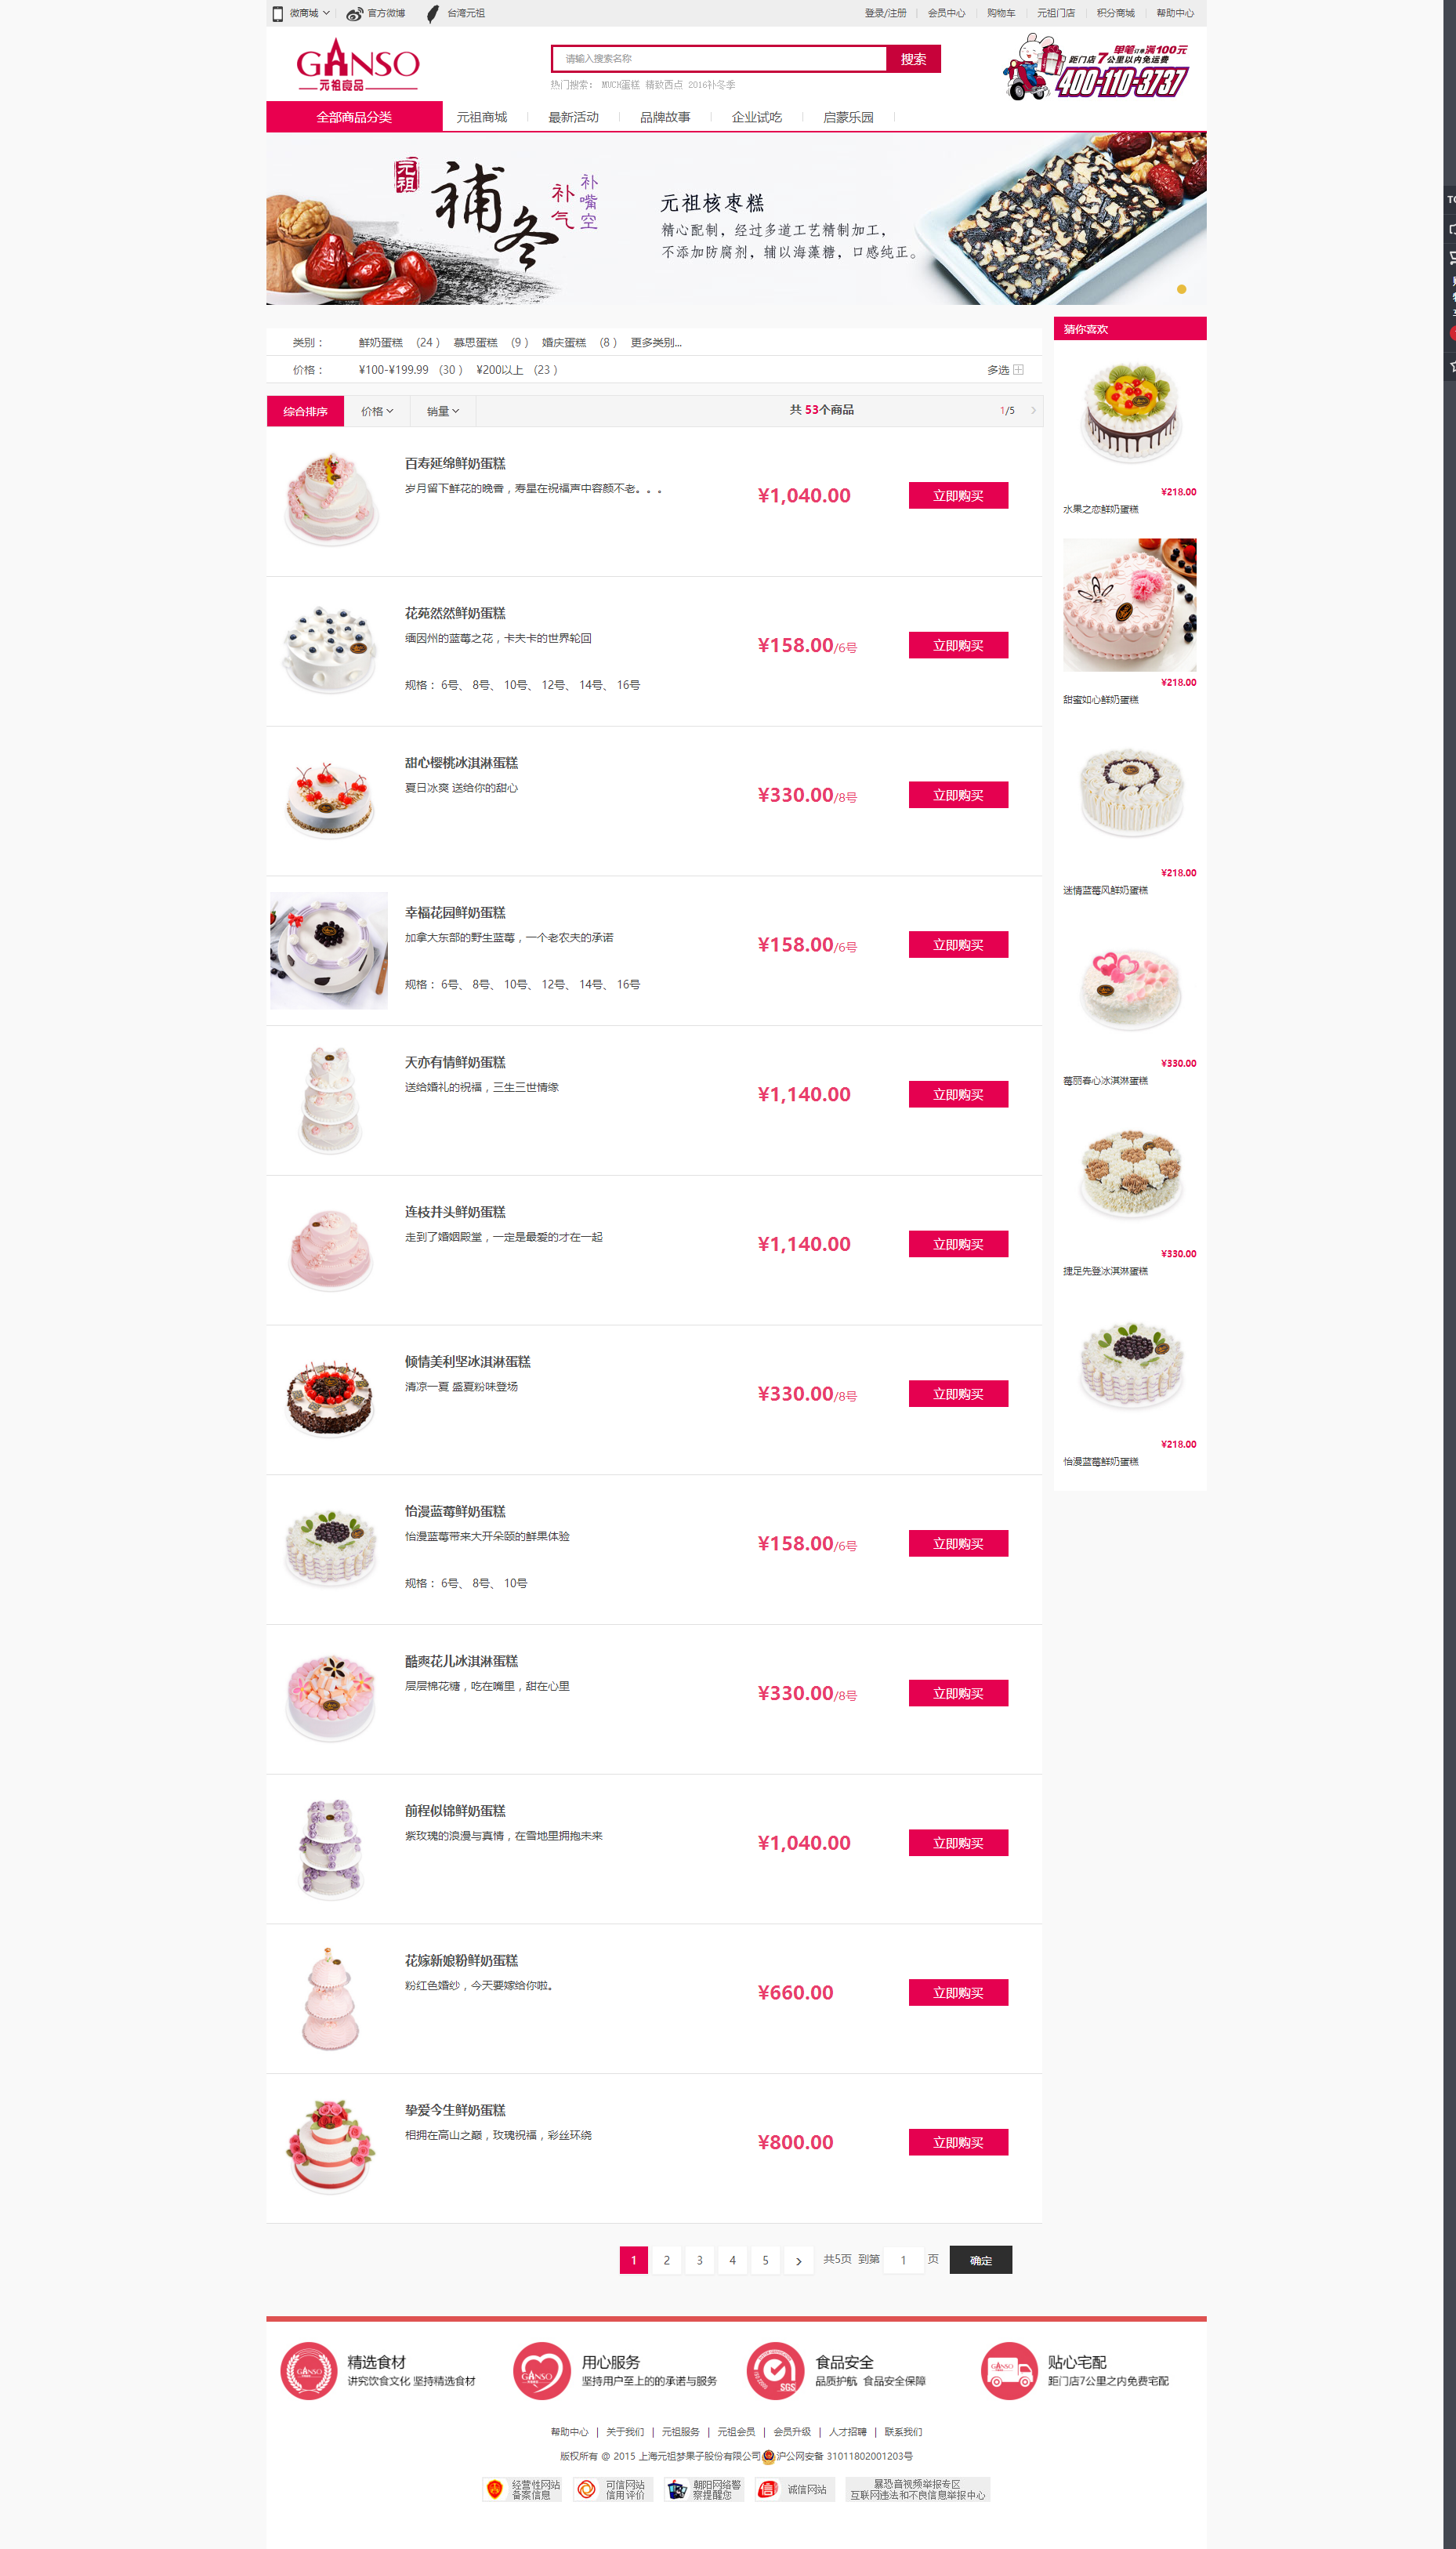 微商城 官方微博 台湾元祖 登录/注册 会员中心 购物车 元祖门店 积分商城 帮助中心
GANSO
元祖食品
请输入搜索名称 搜索
热门搜索： MUCH蛋糕 精致西点 2016补冬季
单笔订单满100元
距门店7公里以内免运费
400-110-3737
全部商品分类 元祖商城 最新活动 品牌故事 企业试吃 启蒙乐园
元祖
补冬
补气
补嘴空
元祖核枣糕
精心配制，经过多道工艺精制加工，
不添加防腐剂，辅以海藻糖，口感纯正。
类别： 鲜奶蛋糕 （24） 慕思蛋糕 （9） 婚庆蛋糕 （8） 更多类别...
价格： ¥100-¥199.99 （30） ¥200以上 （23） 多选
综合排序 价格 销量 共 53个商品 1/5
百寿延绵鲜奶蛋糕
岁月留下鲜花的晚香，寿星在祝福声中容颜不老。。。
¥1,040.00 立即购买
花苑然然鲜奶蛋糕
缅因州的蓝莓之花，卡夫卡的世界轮回
¥158.00/6号 立即购买
规格： 6号、 8号、 10号、 12号、 14号、 16号
甜心樱桃冰淇淋蛋糕
夏日冰爽 送给你的甜心
¥330.00/8号 立即购买
幸福花园鲜奶蛋糕
加拿大东部的野生蓝莓，一个老农夫的承诺
¥158.00/6号 立即购买
规格： 6号、 8号、 10号、 12号、 14号、 16号
天亦有情鲜奶蛋糕
送给婚礼的祝福，三生三世情缘
¥1,140.00 立即购买
连枝并头鲜奶蛋糕
走到了婚姻殿堂，一定是最爱的才在一起
¥1,140.00 立即购买
倾情美利坚冰淇淋蛋糕
清凉一夏 盛夏粉味登场
¥330.00/8号 立即购买
怡漫蓝莓鲜奶蛋糕
怡漫蓝莓带来大开朵颐的鲜果体验
¥158.00/6号 立即购买
规格： 6号、 8号、 10号
酷爽花儿冰淇淋蛋糕
层层棉花糖，吃在嘴里，甜在心里
¥330.00/8号 立即购买
前程似锦鲜奶蛋糕
紫玫瑰的浪漫与真情，在雪地里拥抱未来
¥1,040.00 立即购买
花嫁新娘粉鲜奶蛋糕
粉红色婚纱，今天要嫁给你啦。
¥660.00 立即购买
挚爱今生鲜奶蛋糕
相拥在高山之巅，玫瑰祝福，彩丝环绕
¥800.00 立即购买
猜你喜欢
¥218.00
水果之恋鲜奶蛋糕
¥218.00
甜蜜如心鲜奶蛋糕
¥218.00
迷情蓝莓风鲜奶蛋糕
¥330.00
莓丽春心冰淇淋蛋糕
¥330.00
捷足先登冰淇淋蛋糕
¥218.00
怡漫蓝莓鲜奶蛋糕
1 2 3 4 5 > 共5页 到第 1 页 确定
精选食材
讲究饮食文化 坚持精选食材
用心服务
坚持用户至上的的承诺与服务
食品安全
品质护航 食品安全保障
贴心宅配
距门店7公里之内免费宅配
GANSO
GANSO
SGS
GANSO
帮助中心 | 关于我们 | 元祖服务 | 元祖会员 | 会员升级 | 人才招聘 | 联系我们
版权所有 @ 2015 上海元祖梦果子股份有限公司 沪公网安备 31011802001203号
经营性网站
备案信息
可信网站
信用评价
朝阳网络警
察提醒您
信 诚信网站
暴恐音视频举报专区
互联网违法和不良信息举报中心